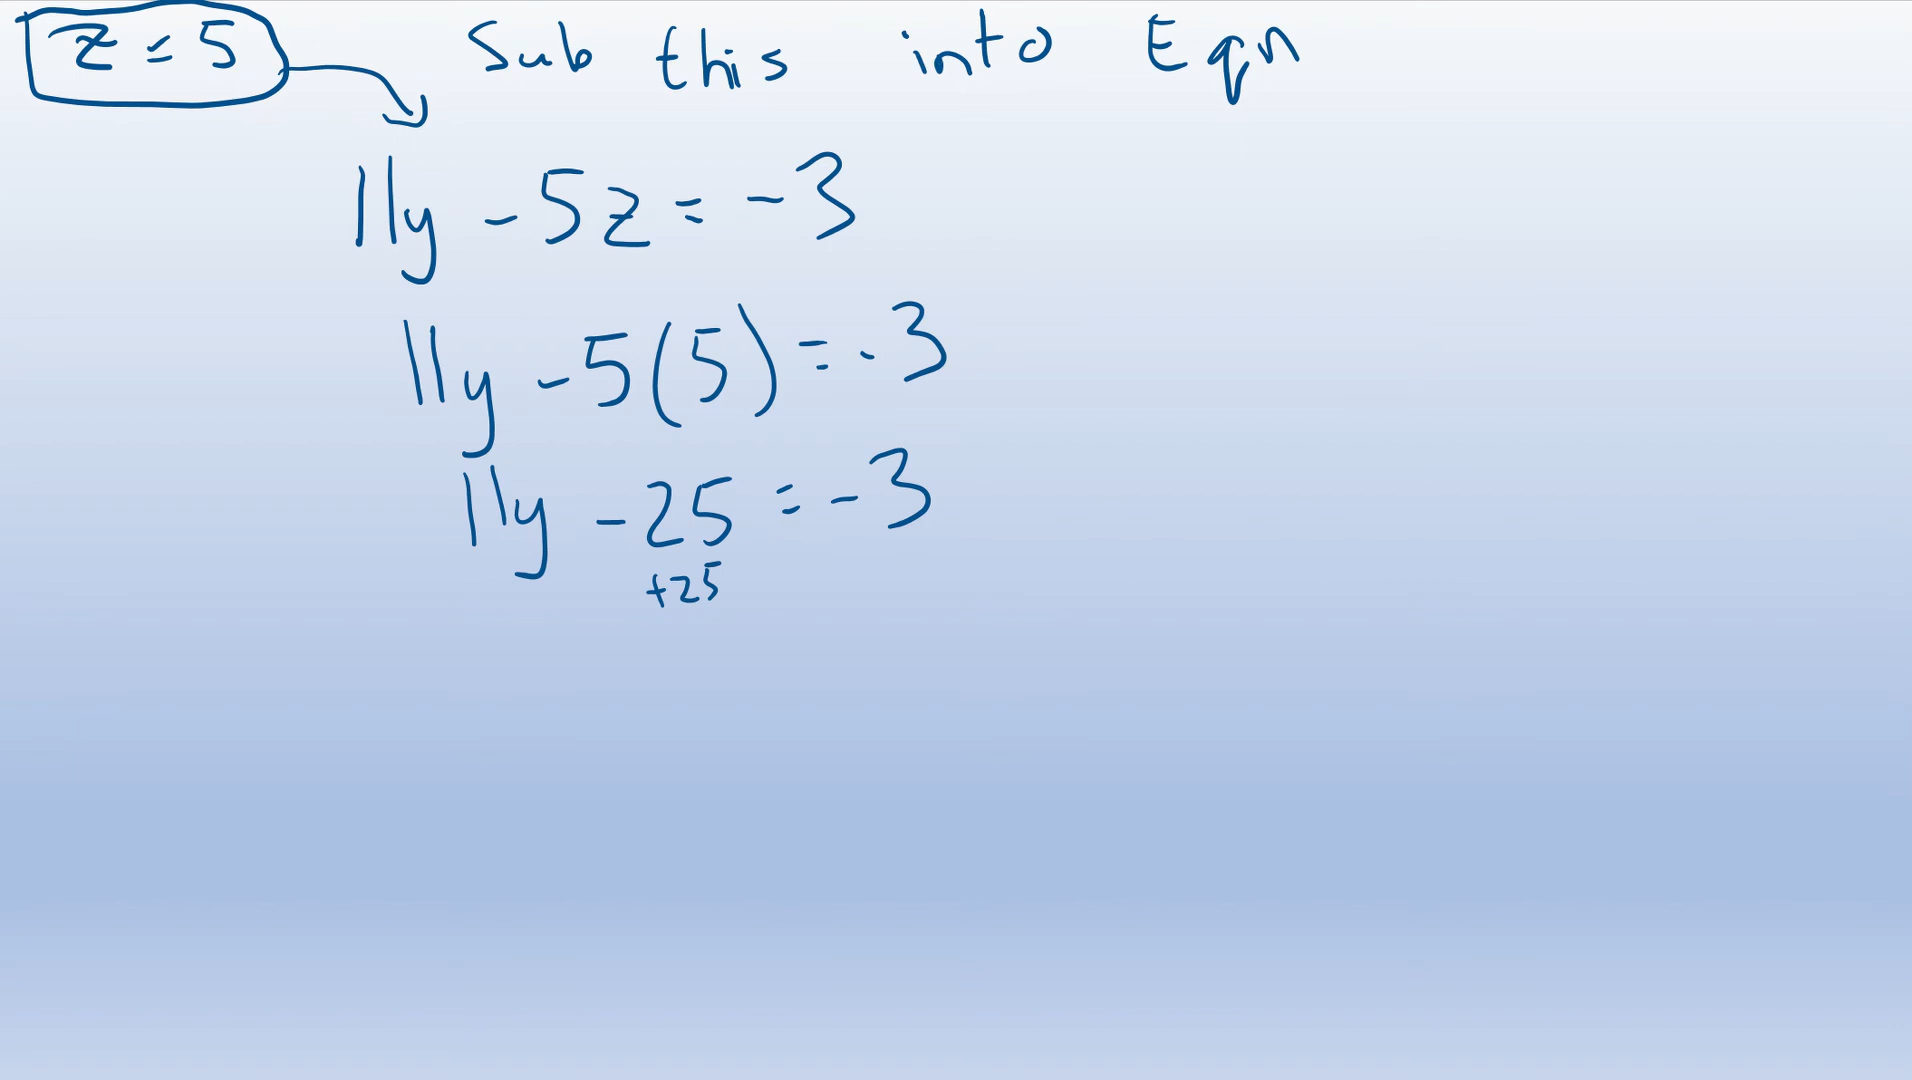 z = 5 Sub this into Eqn
11y - 5z = -3
11y - 5(5) = -3
11y - 25 = -3
+25